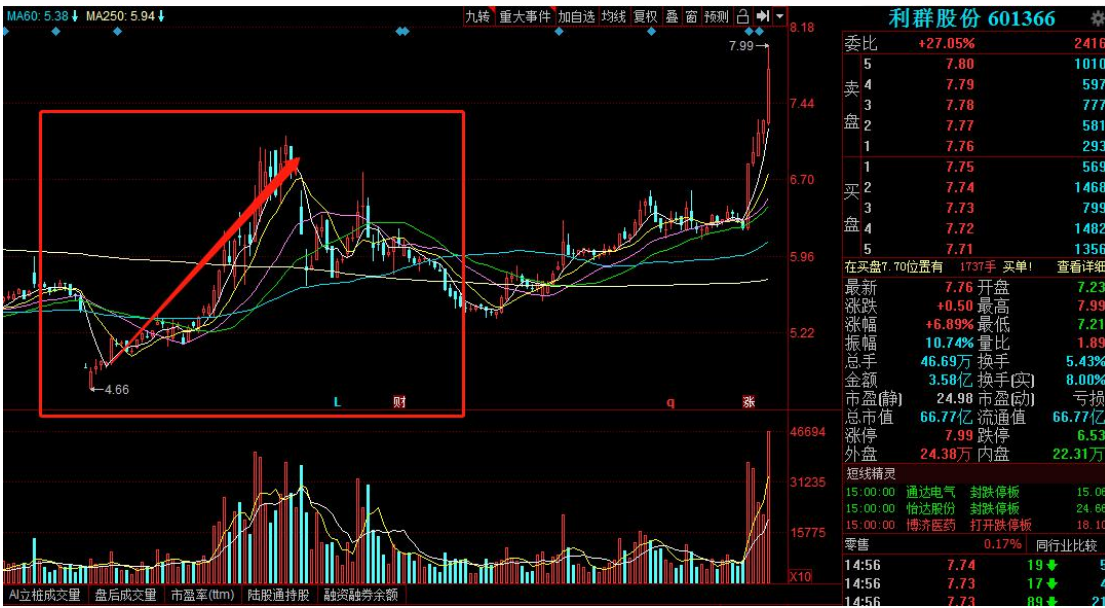 MA60: 5.38↓ MA250: 5.94↓
九转 重大事件 加自选 均线 复权 叠 窗 预测
8.18
7.99
7.44
6.70
5.96
5.22
4.66
L 财 q 涨
46694
31235
15775
X10
AI立桩成交量 盘后成交量 市盈率(ttm) 陆股通持股 融资融券余额
利群股份 601366
委比 +27.05% 2416
卖盘
5 7.80 1010
4 7.79 597
3 7.78 777
2 7.77 581
1 7.76 293
买盘
1 7.75 569
2 7.74 1468
3 7.73 799
4 7.72 1482
5 7.71 1356
在买盘7.70位置有 1737手 买单! 查看详细
最新 7.76 开盘 7.23
涨跌 +0.50 最高 7.99
涨幅 +6.89% 最低 7.21
振幅 10.74% 量比 1.89
总手 46.69万 换手 5.43%
金额 3.58亿 换手(实) 8.00%
市盈(静) 24.98 市盈(动) 亏损
总市值 66.77亿 流通值 66.77亿
涨停 7.99 跌停 6.53
外盘 24.38万 内盘 22.31万
短线精灵
15:00:00 通达电气 封跌停板 15.06
15:00:00 怡达股份 封跌停板 24.66
15:00:00 博济医药 打开跌停板 18.10
零售 0.17% 同行业比较
14:56 7.74 19↓ 5
14:56 7.73 17↓ 4
14:56 7.73 89↓ 21